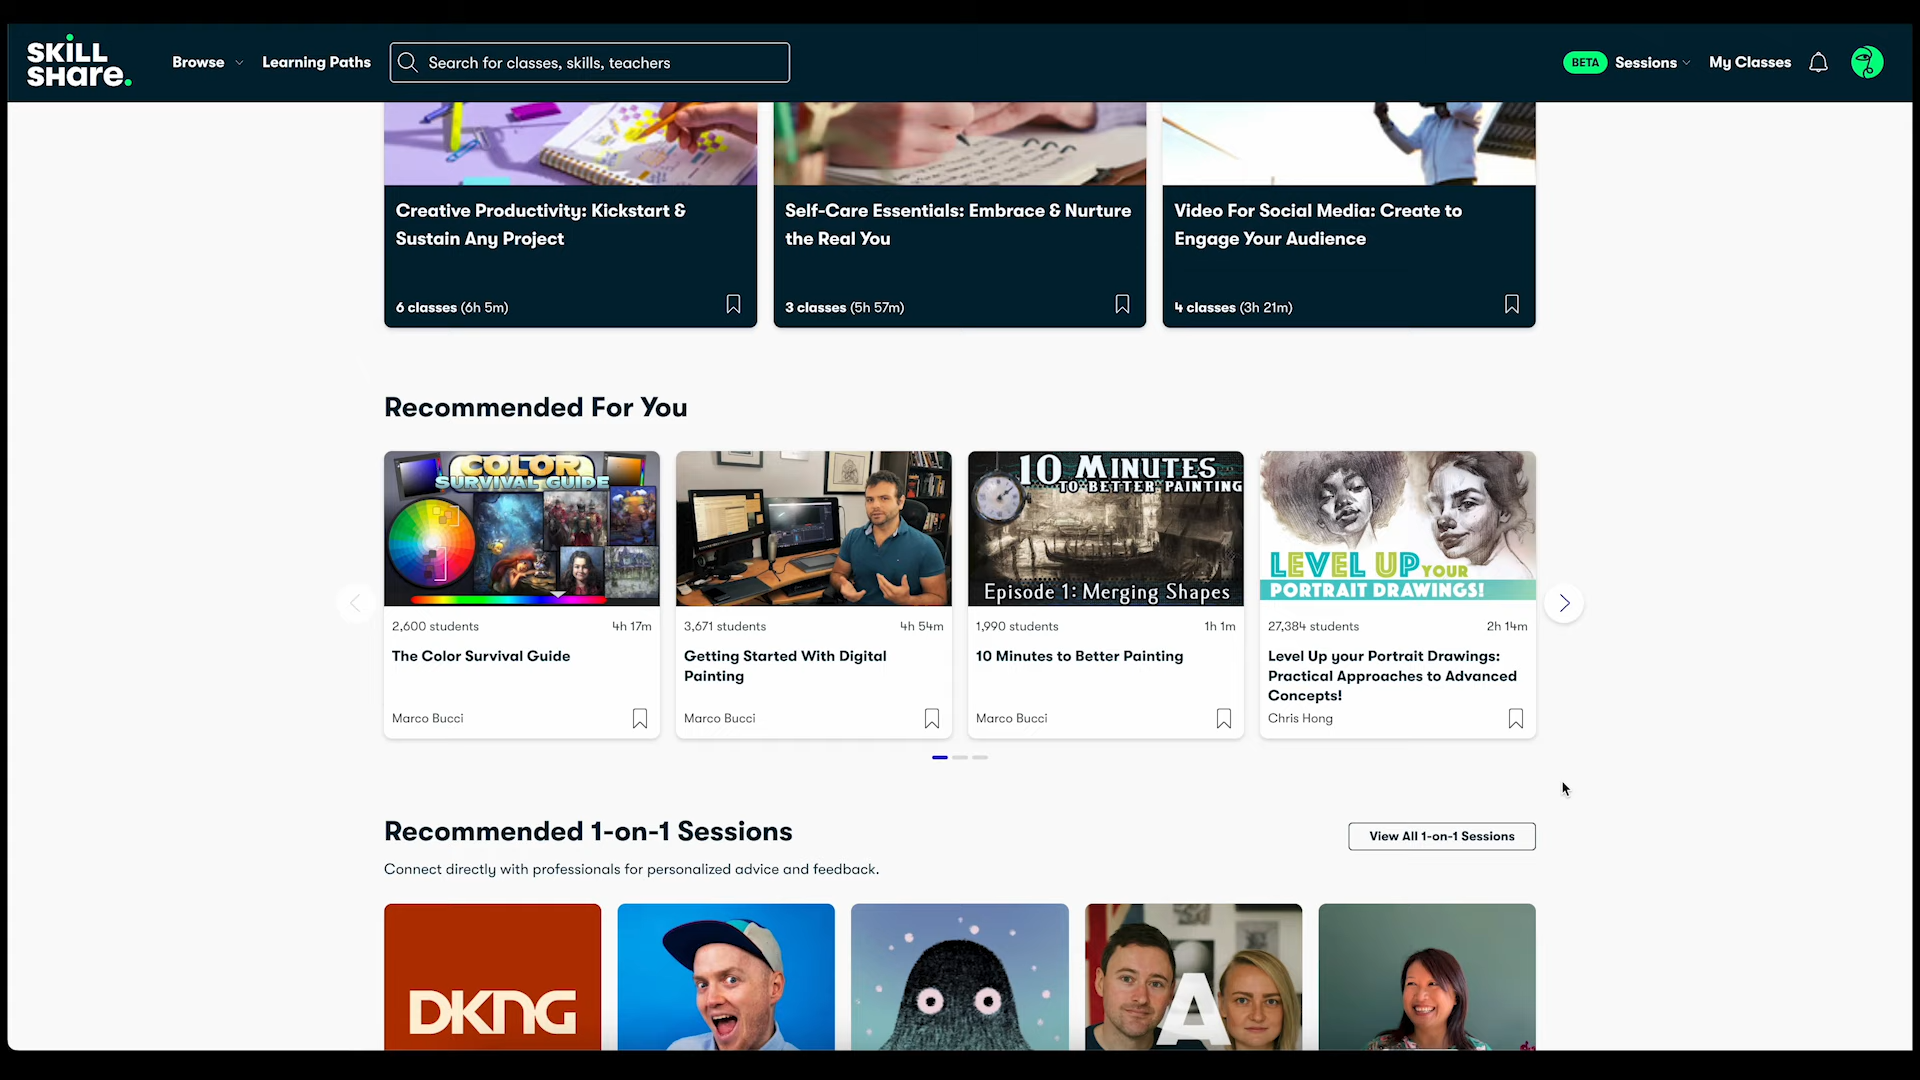 SKILL
SHARE.
Browse
Learning Paths
Search for classes, skills, teachers
BETA
Sessions
My Classes
Creative Productivity: Kickstart &
Sustain Any Project
6 classes (6h 5m)
Self-Care Essentials: Embrace & Nurture
the Real You
3 classes (5h 57m)
Video For Social Media: Create to
Engage Your Audience
4 classes (3h 21m)
Recommended For You
COLOR
SURVIVAL GUIDE
2,600 students
4h 17m
The Color Survival Guide
Marco Bucci
3,671 students
4h 54m
Getting Started With Digital
Painting
Marco Bucci
10 MINUTES
TO BETTER PAINTING
Episode 1: Merging Shapes
1,990 students
1h 1m
10 Minutes to Better Painting
Marco Bucci
LEVEL UP YOUR
PORTRAIT DRAWINGS!
27,384 students
2h 14m
Level Up your Portrait Drawings:
Practical Approaches to Advanced
Concepts!
Chris Hong
Recommended 1-on-1 Sessions
View All 1-on-1 Sessions
Connect directly with professionals for personalized advice and feedback.
DKNG
A